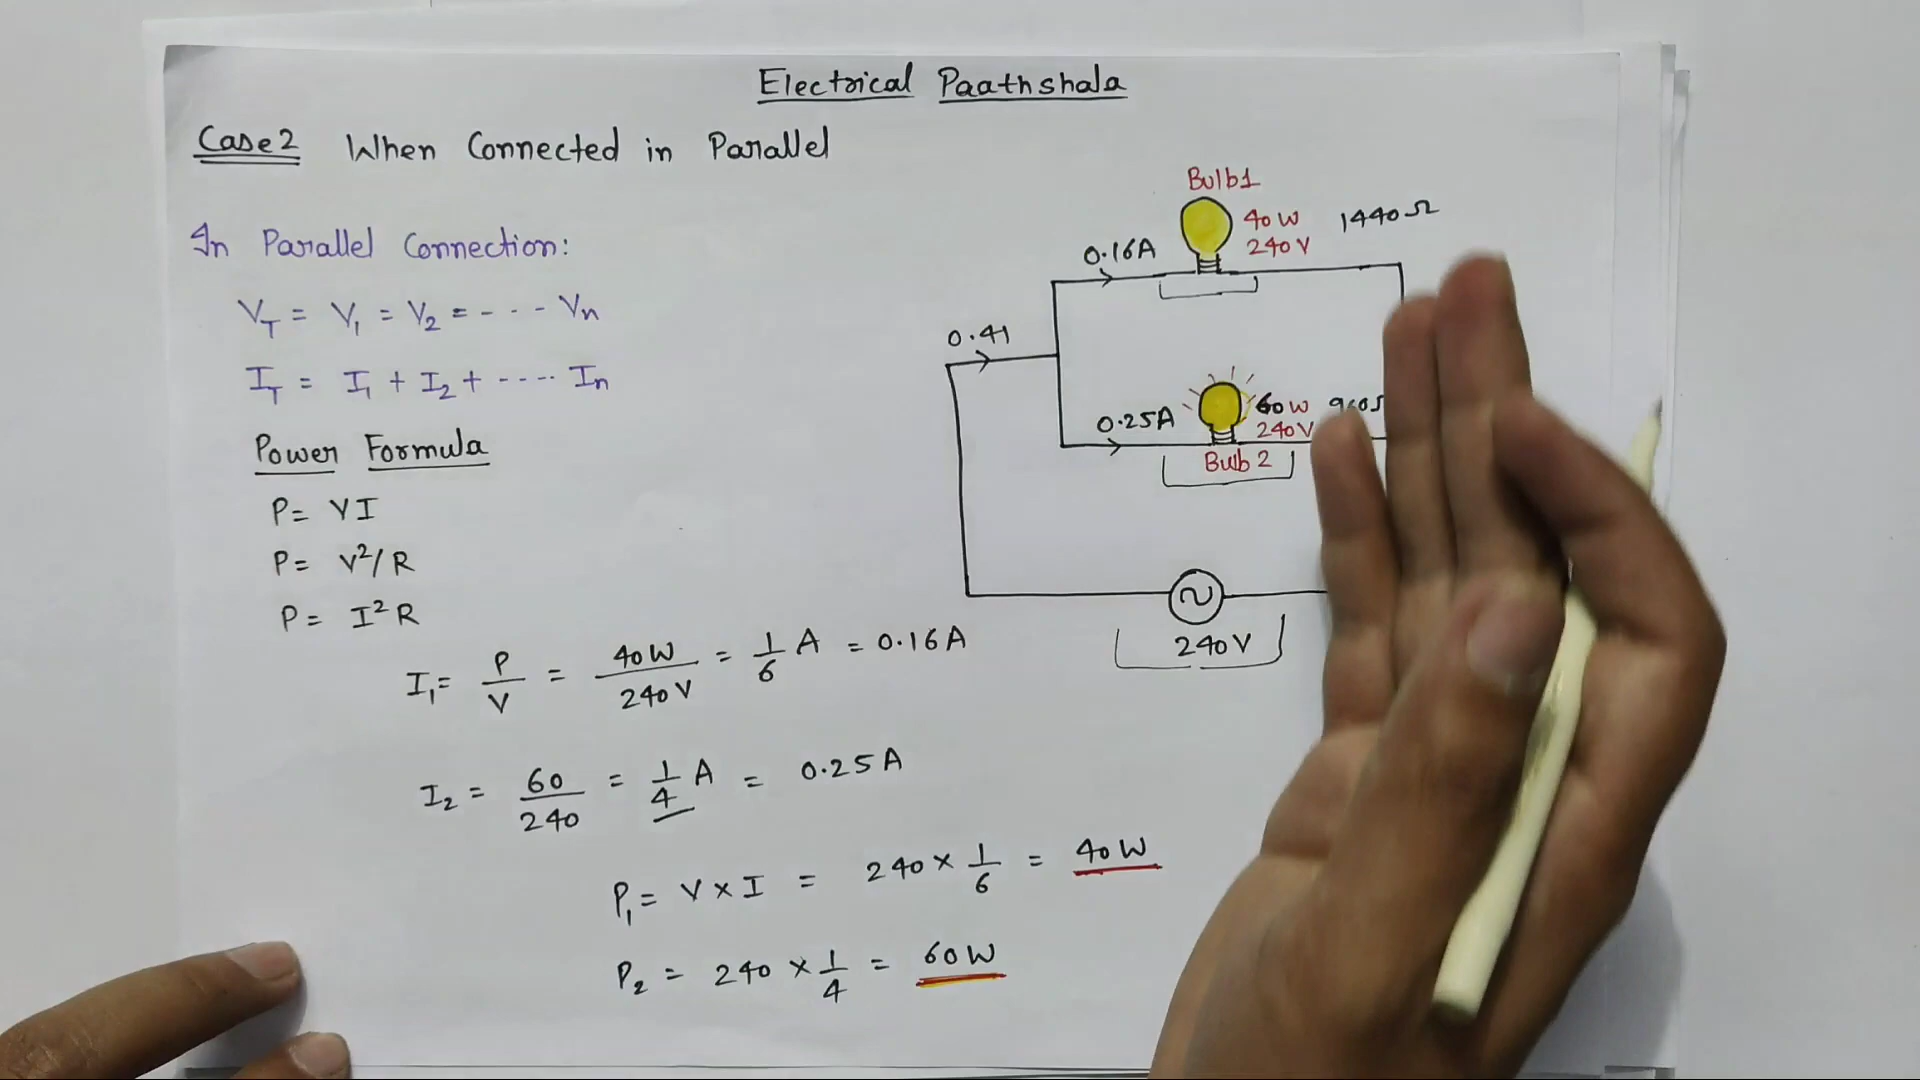 Electrical Paathshala
Case 2 When Connected in Parallel
In Parallel Connection:
V_T = V₁ = V₂ = - - - Vn
I_T = I₁ + I₂ + - - - - In
Power Formula
P = VI
P = V²/R
P = I²R
I₁ = P/V = 40W/240V = 1/6 A = 0.16A
I₂ = 60/240 = 1/4 A = 0.25A
P₁ = V × I = 240 × 1/6 = 40W
P₂ = 240 × 1/4 = 60W
Bulb1
40W
240V
1440Ω
0.16A
0.41
0.25A
60W
240V
Bulb 2
240V